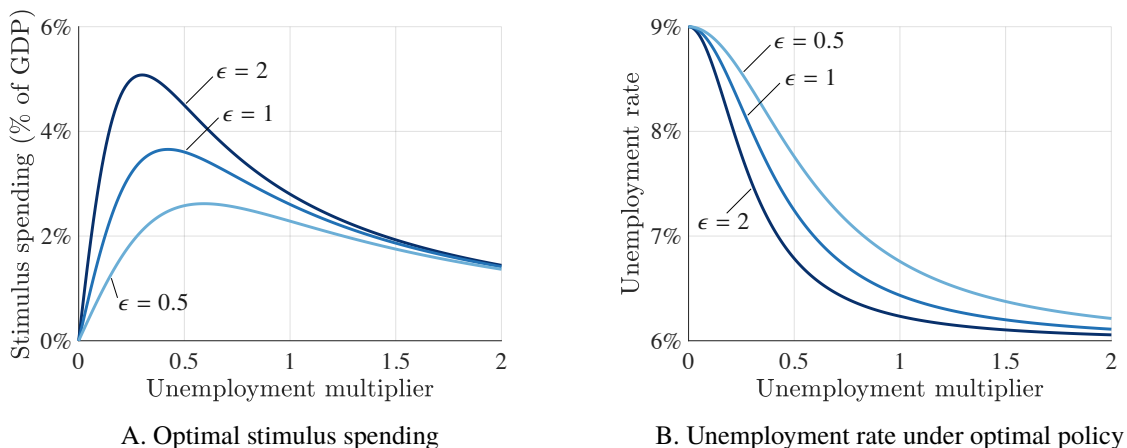 Stimulus spending (% of GDP)
6%
4%
2%
0%
ϵ = 2
ϵ = 1
ϵ = 0.5
0 0.5 1 1.5 2
Unemployment multiplier
A. Optimal stimulus spending
Unemployment rate
9%
8%
7%
6%
ϵ = 0.5
ϵ = 1
ϵ = 2
0 0.5 1 1.5 2
Unemployment multiplier
B. Unemployment rate under optimal policy